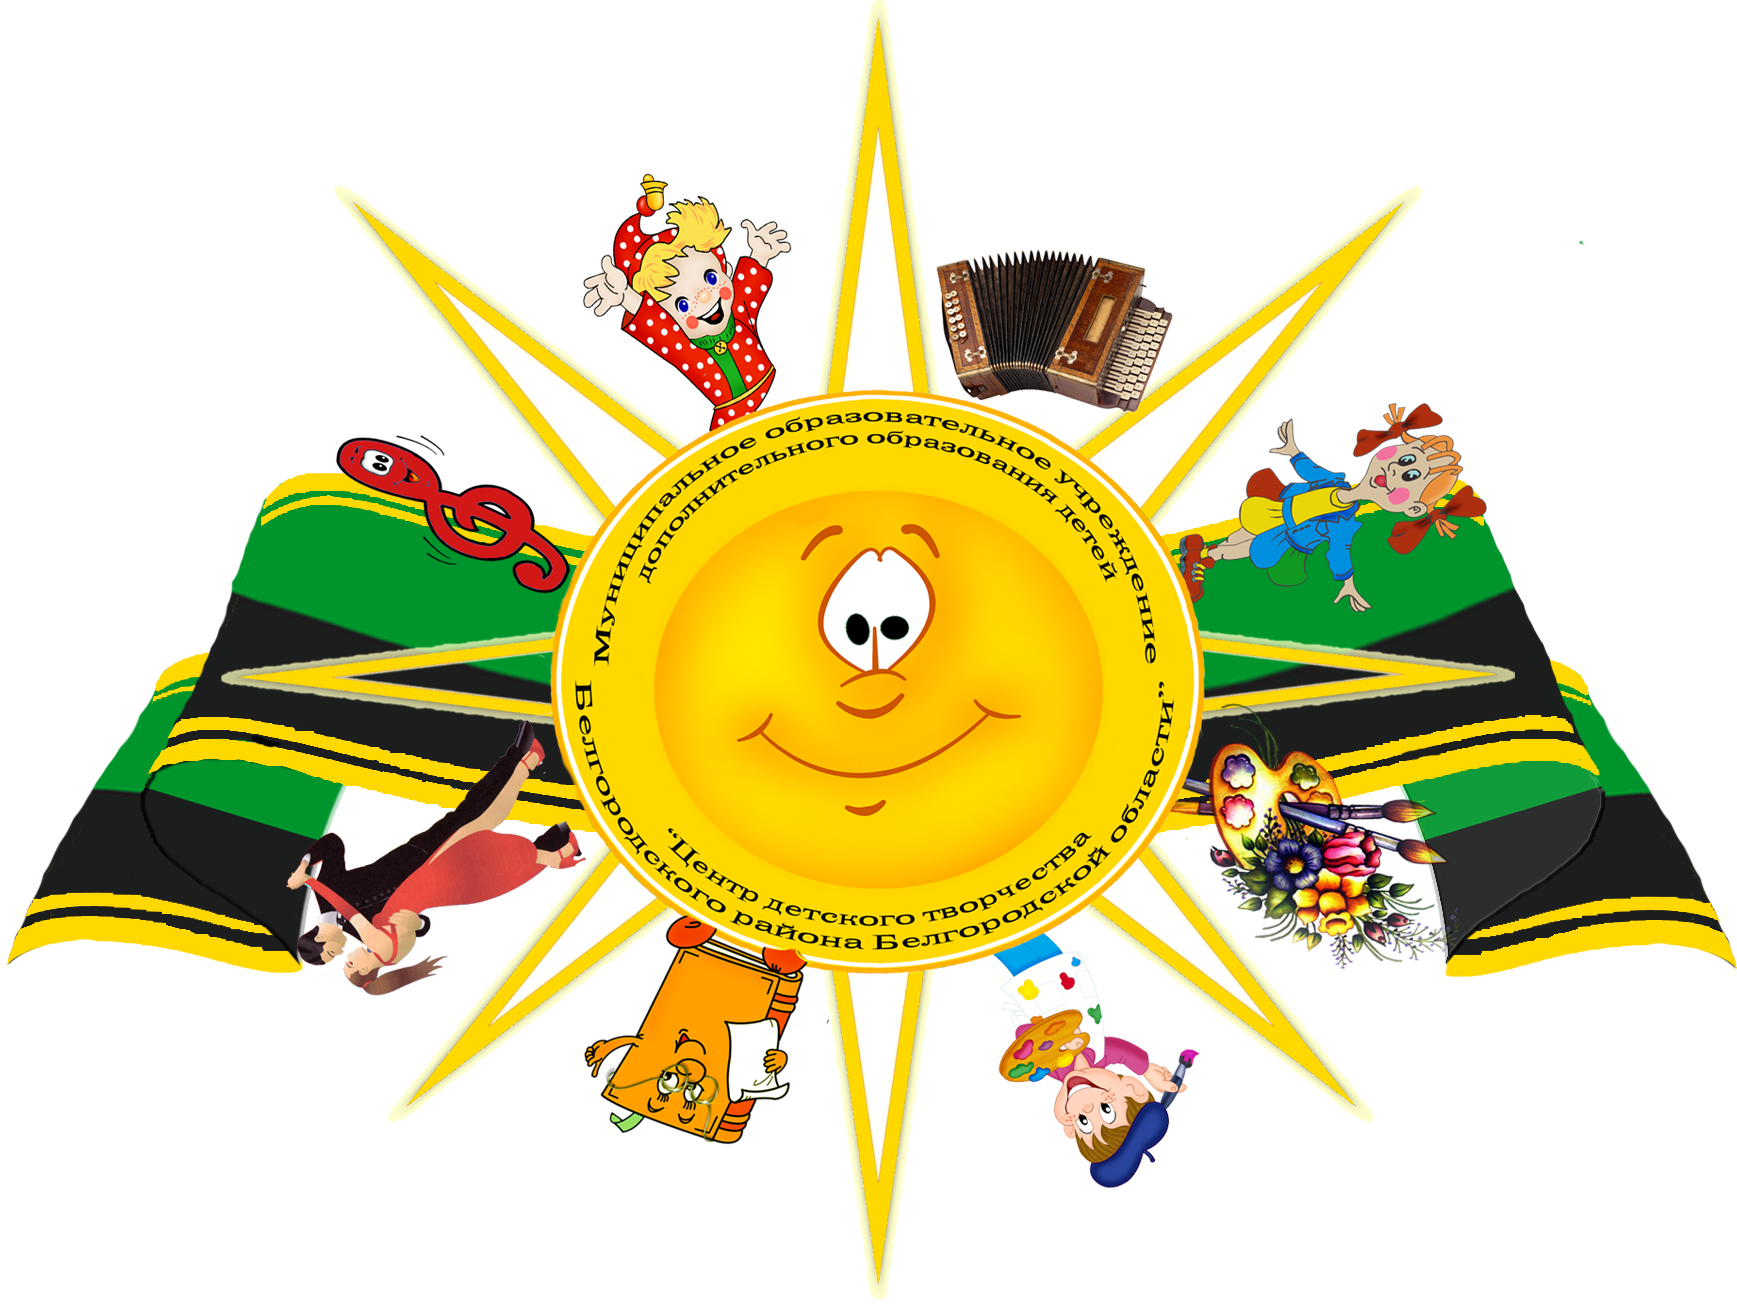 Муниципальное образовательное учреждение
дополнительного образования детей
“Центр детского творчества
Белгородского района Белгородской области”